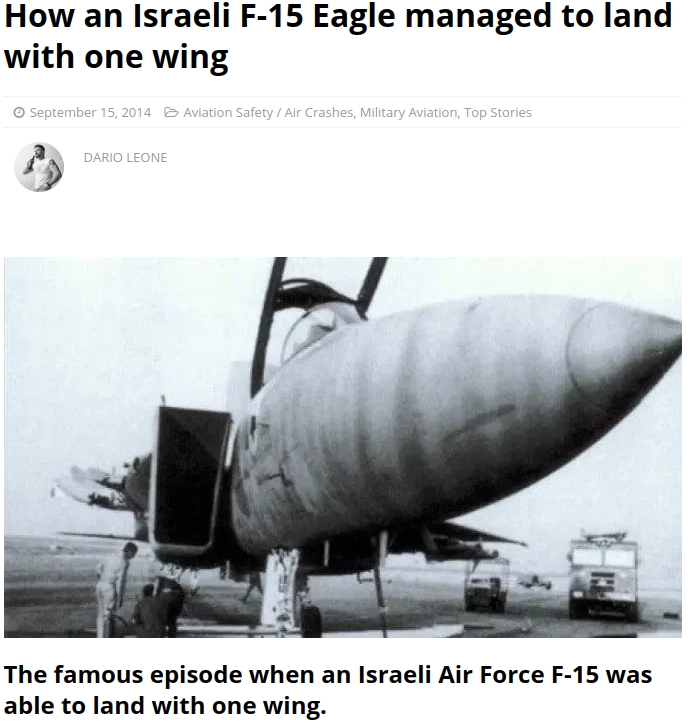 How an Israeli F-15 Eagle managed to land
with one wing
September 15, 2014 Aviation Safety / Air Crashes, Military Aviation, Top Stories
DARIO LEONE
The famous episode when an Israeli Air Force F-15 was
able to land with one wing.